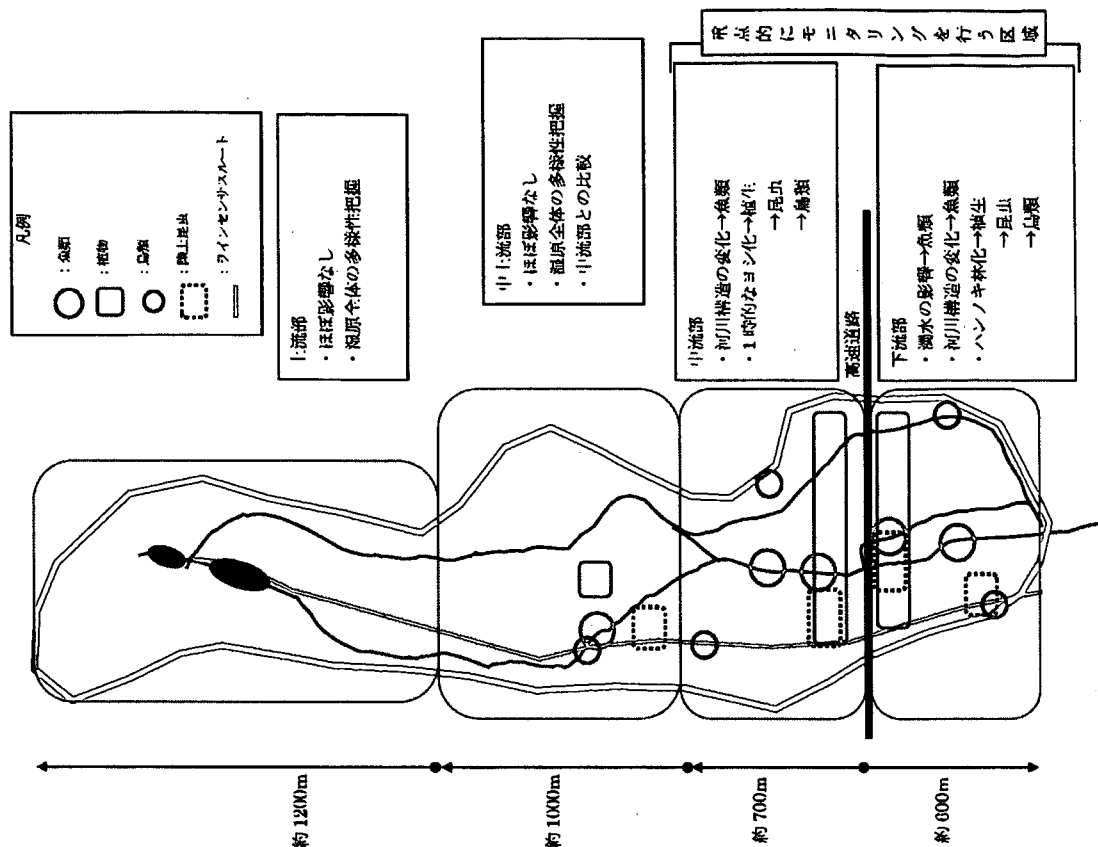 凡例
:魚類
:植物
:鳥類
:陸上昆虫
:ラインセンサスルート
上流部
・ほぼ影響なし
・湿原全体の多様性把握
中上流部
・ほぼ影響なし
・湿原全体の多様性把握
・中流部との比較
重点的にモニタリングを行う区域
中流部
・河川構造の変化→魚類
・1時的なヨシ化→植生
→昆虫
→鳥類
高速道路
下流部
・濁水の影響→魚類
・河川構造の変化→魚類
・ハンノキ林化→植生
→昆虫
→鳥類
約1200m
約1000m
約700m
約600m